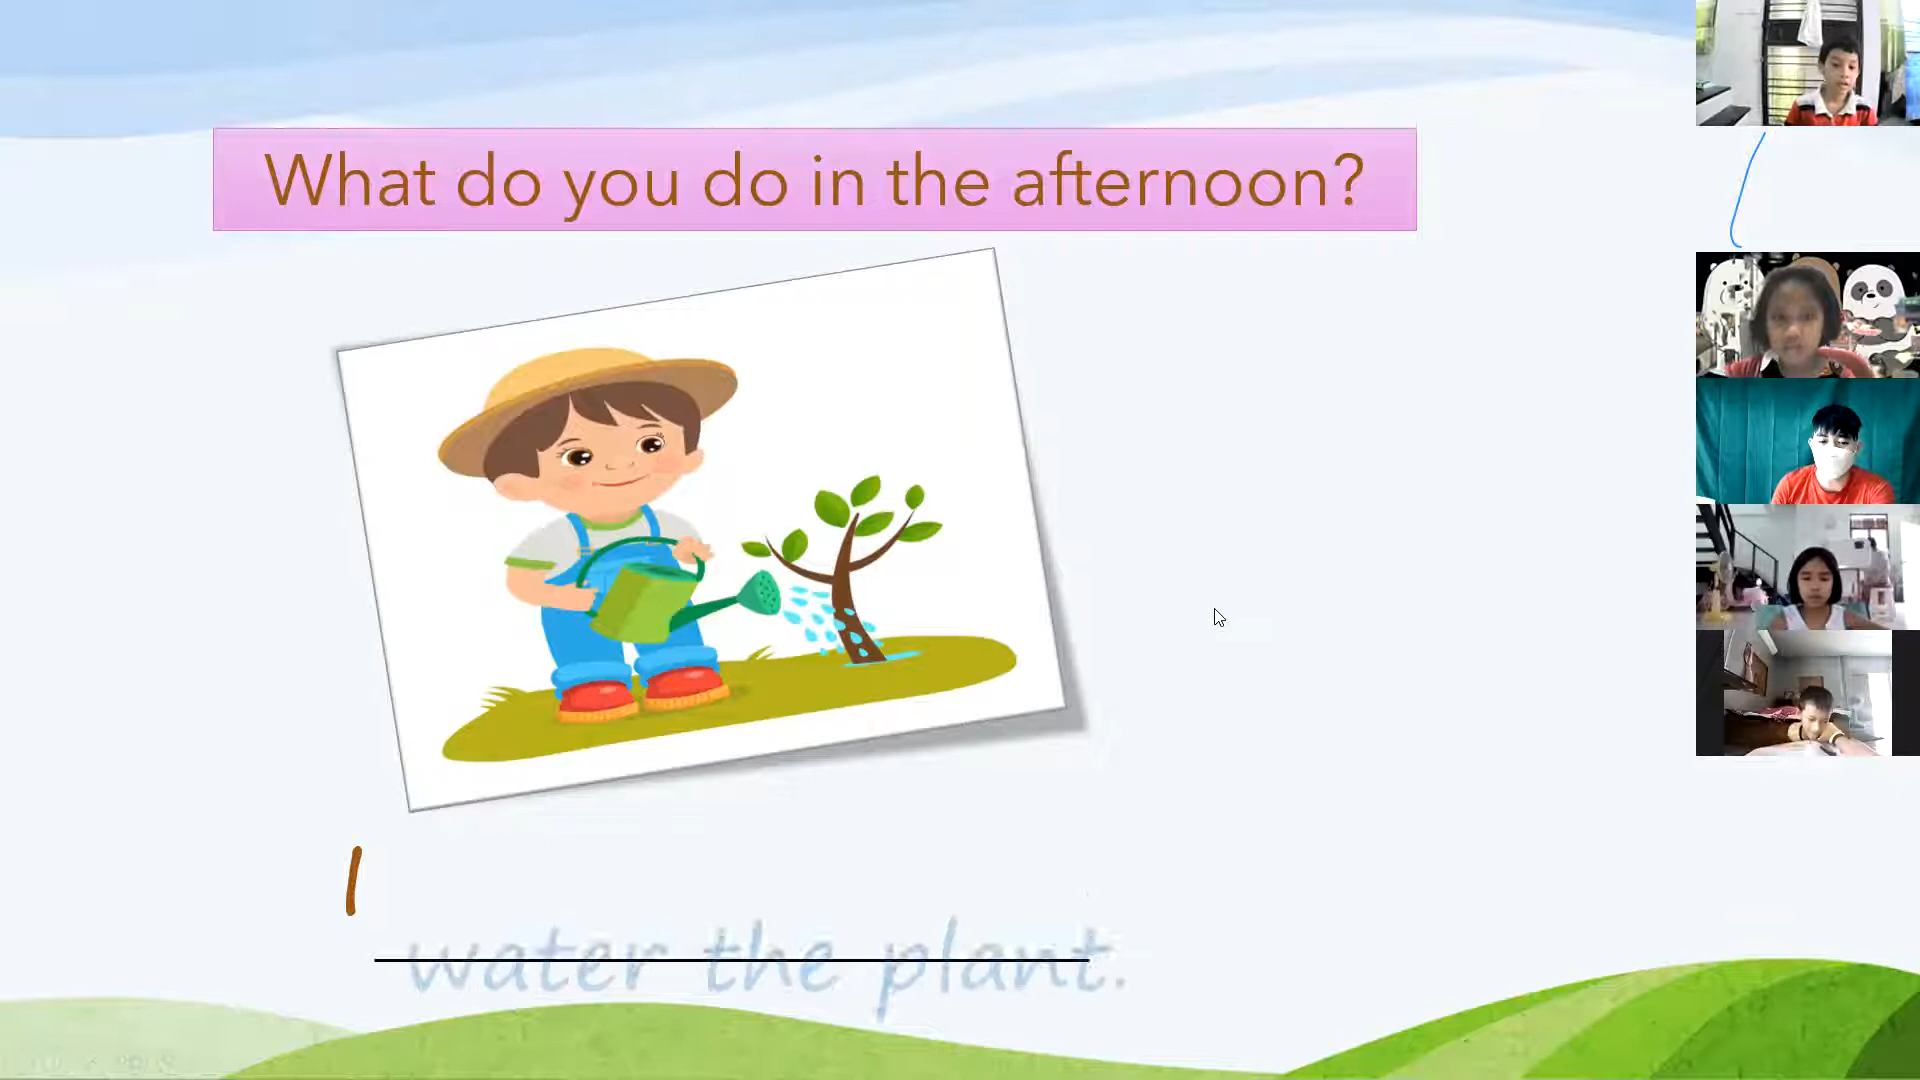 What do you do in the afternoon?
I
water the plant.